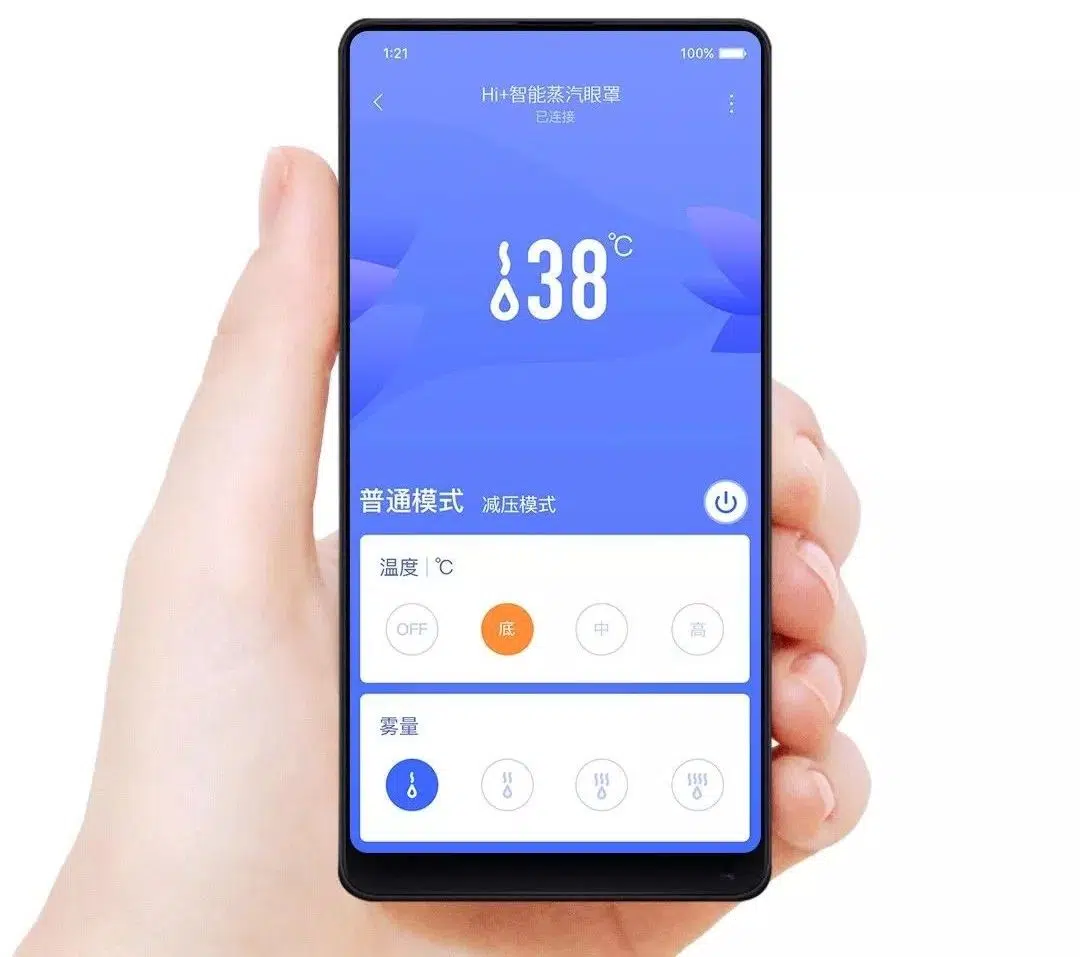 1:21 100%
Hi+智能蒸汽眼罩
已连接
38℃
普通模式 减压模式
温度|℃
OFF 底 中 高
雾量